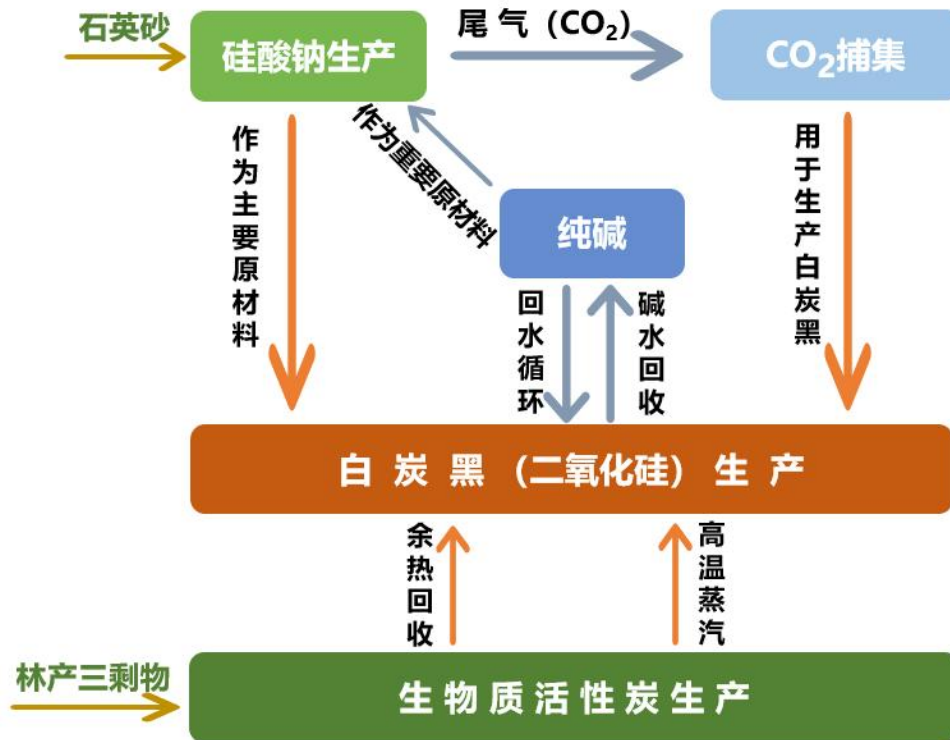 石英砂
硅酸钠生产
尾气（CO₂）
CO₂捕集
作为主要原材料
作为重要原材料
纯碱
用于生产白炭黑
回水循环
碱水回收
白炭黑（二氧化硅）生产
余热回收
高温蒸汽
林产三剩物
生物质活性炭生产